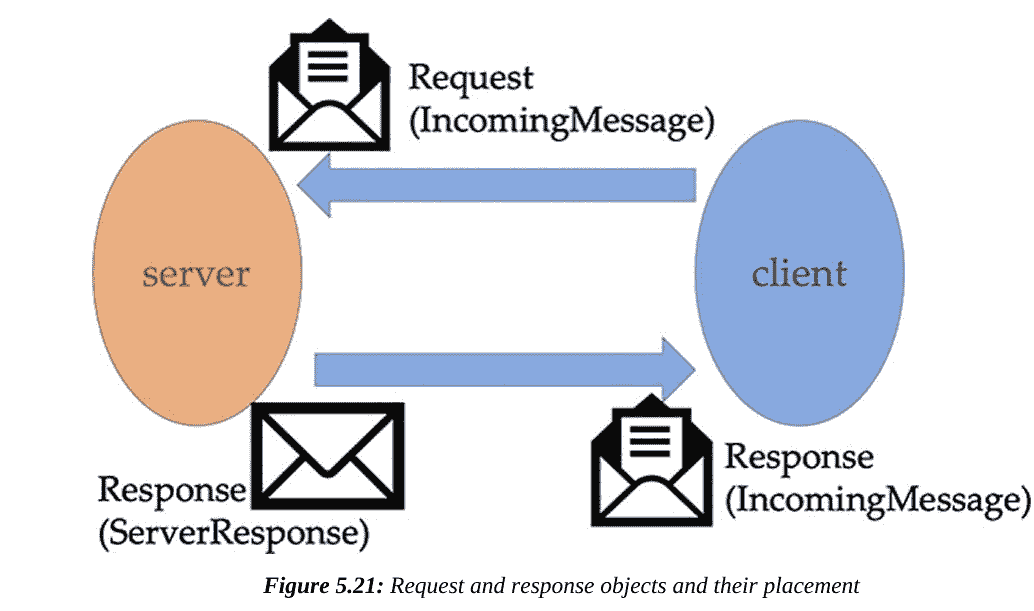 Request
(IncomingMessage)
server
client
Response
(ServerResponse)
Response
(IncomingMessage)
Figure 5.21: Request and response objects and their placement